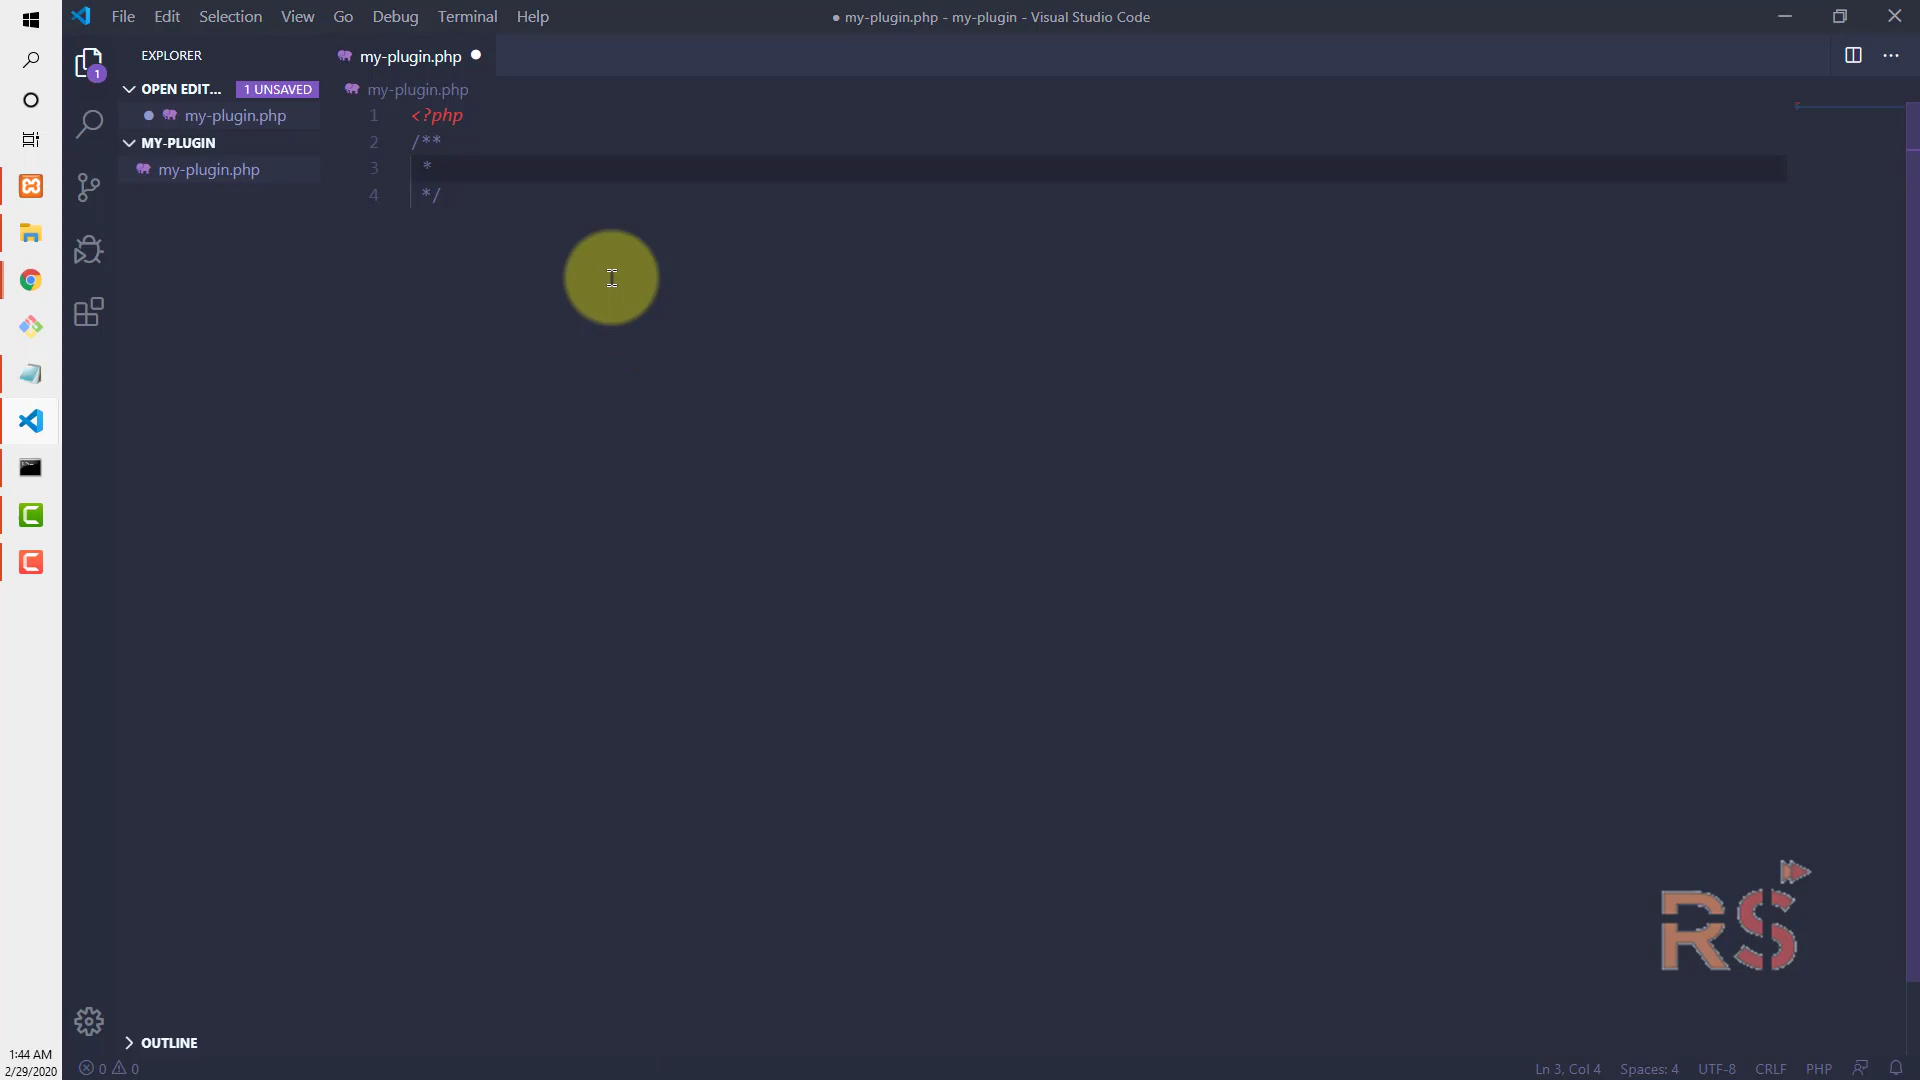 File Edit Selection View Go Debug Terminal Help
● my-plugin.php - my-plugin - Visual Studio Code
EXPLORER
OPEN EDIT... 1 UNSAVED
my-plugin.php
MY-PLUGIN
my-plugin.php
OUTLINE
my-plugin.php
my-plugin.php
1 <?php
2 /**
3 *
4 */
1
RS
1:44 AM
2/29/2020
0 0
Ln 3, Col 4 Spaces: 4 UTF-8 CRLF PHP